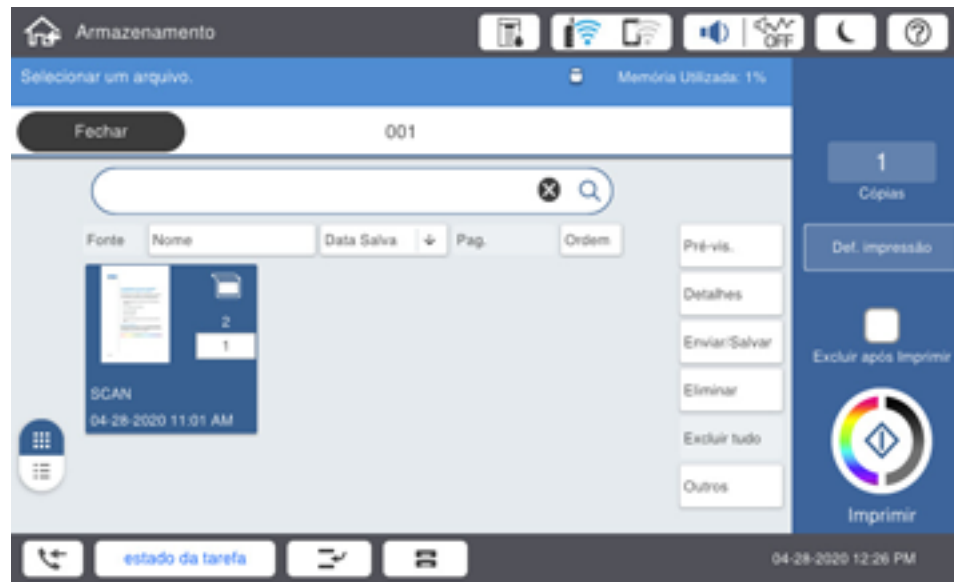 Armazenamento
OFF
Selecionar um arquivo.
Memória Utilizada: 1%
Fechar
001
1
Cópias
Fonte
Nome
Data Salva
Pag.
Ordem
Pré-vis.
Def. impressão
Detalhes
2
1
Enviar/Salvar
Excluir após Imprimir
SCAN
Eliminar
04-28-2020 11:01 AM
Excluir tudo
Outros
Imprimir
estado da tarefa
04-28-2020 12:26 PM